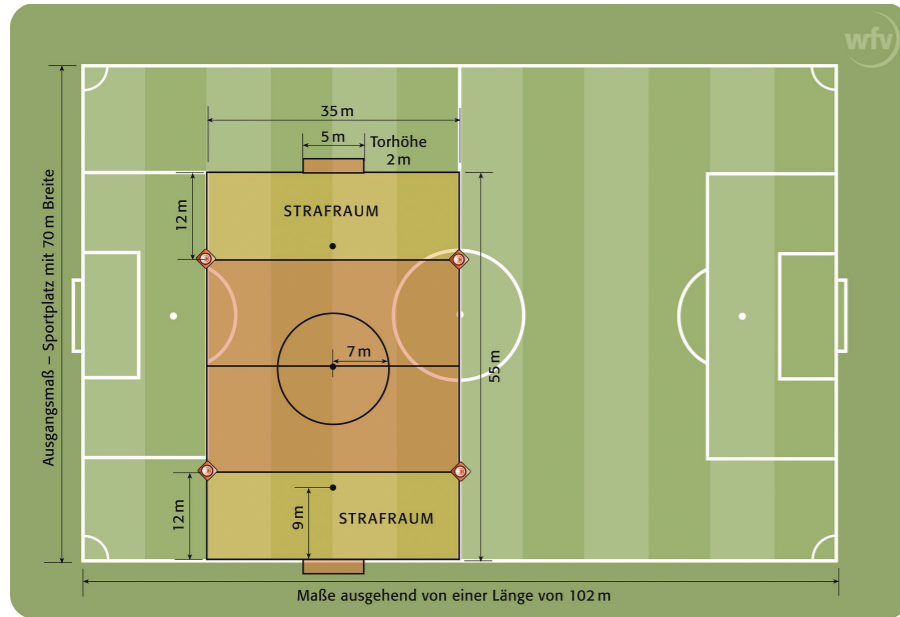 wfv
35 m
5 m
Torhöhe
2 m
12 m
STRAFRAUM
Ausgangsmaß – Sportplatz mit 70 m Breite
7 m
55 m
12 m
9 m
STRAFRAUM
Maße ausgehend von einer Länge von 102 m